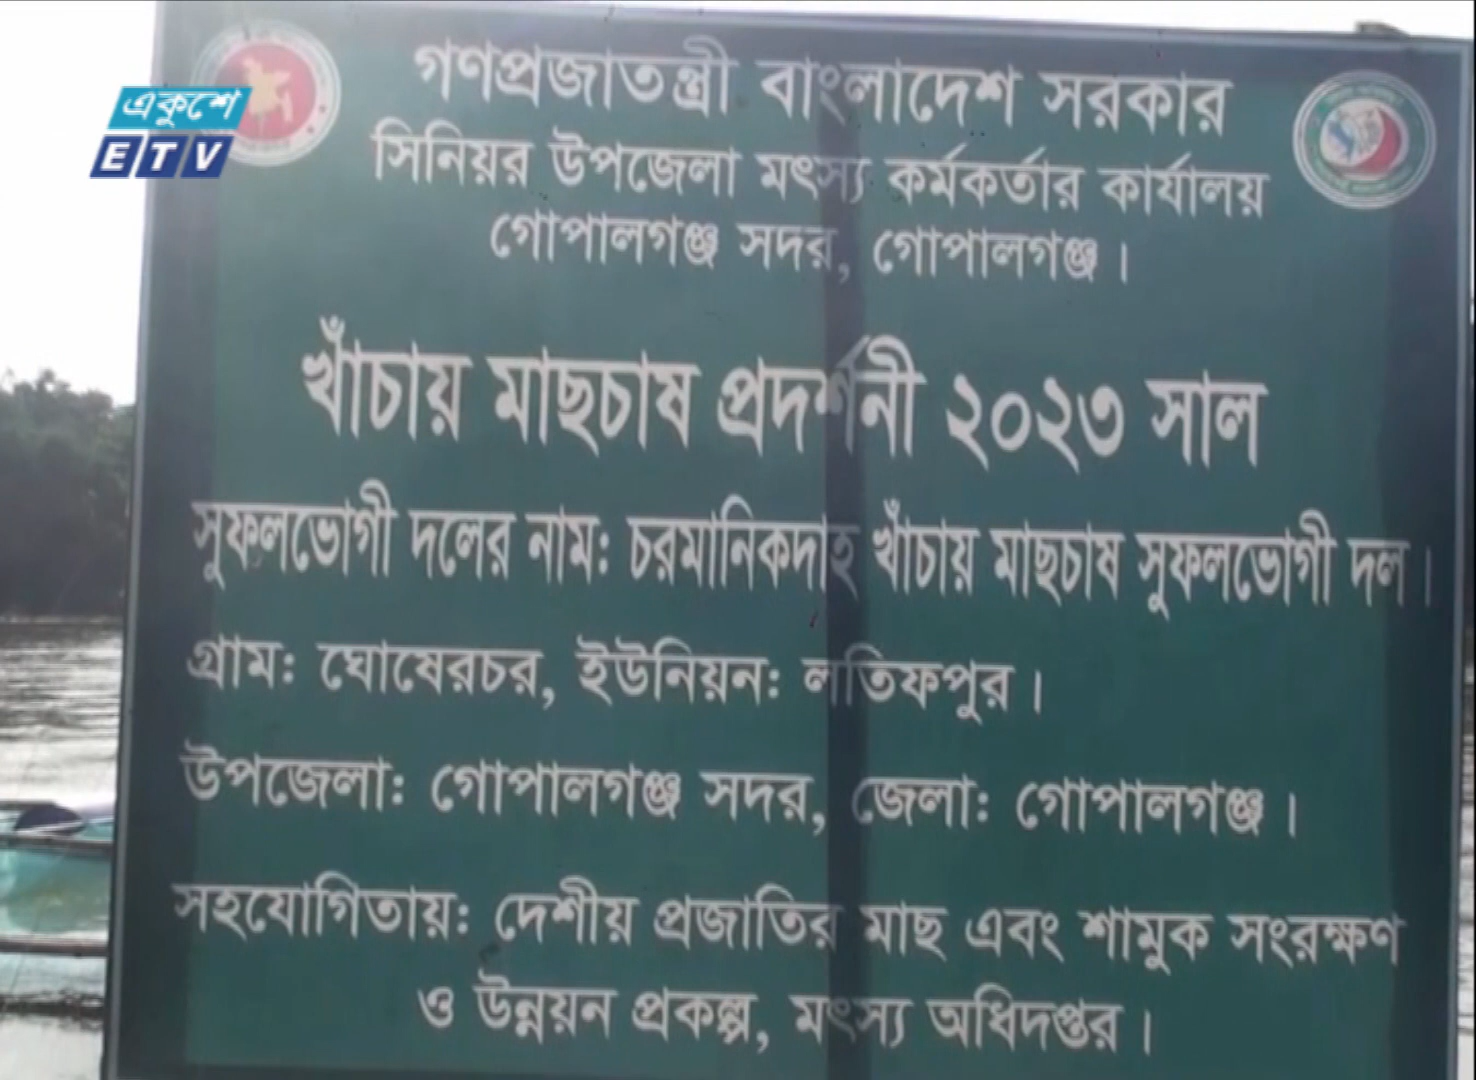 গণপ্রজাতন্ত্রী বাংলাদেশ সরকার
একুশে
ETV
সিনিয়র উপজেলা মৎস্য কর্মকর্তার কার্যালয়
গোপালগঞ্জ সদর, গোপালগঞ্জ।
খাঁচায় মাছচাষ প্রদর্শনী ২০২৩ সাল
সুফলভোগী দলের নাম: চরমানিকদাহ খাঁচায় মাছচাষ সুফলভোগী দল।
গ্রাম: ঘোষেরচর, ইউনিয়ন: লতিফপুর।
উপজেলা: গোপালগঞ্জ সদর, জেলা: গোপালগঞ্জ।
সহযোগিতায়: দেশীয় প্রজাতির মাছ এবং শামুক সংরক্ষণ
ও উন্নয়ন প্রকল্প, মৎস্য অধিদপ্তর।